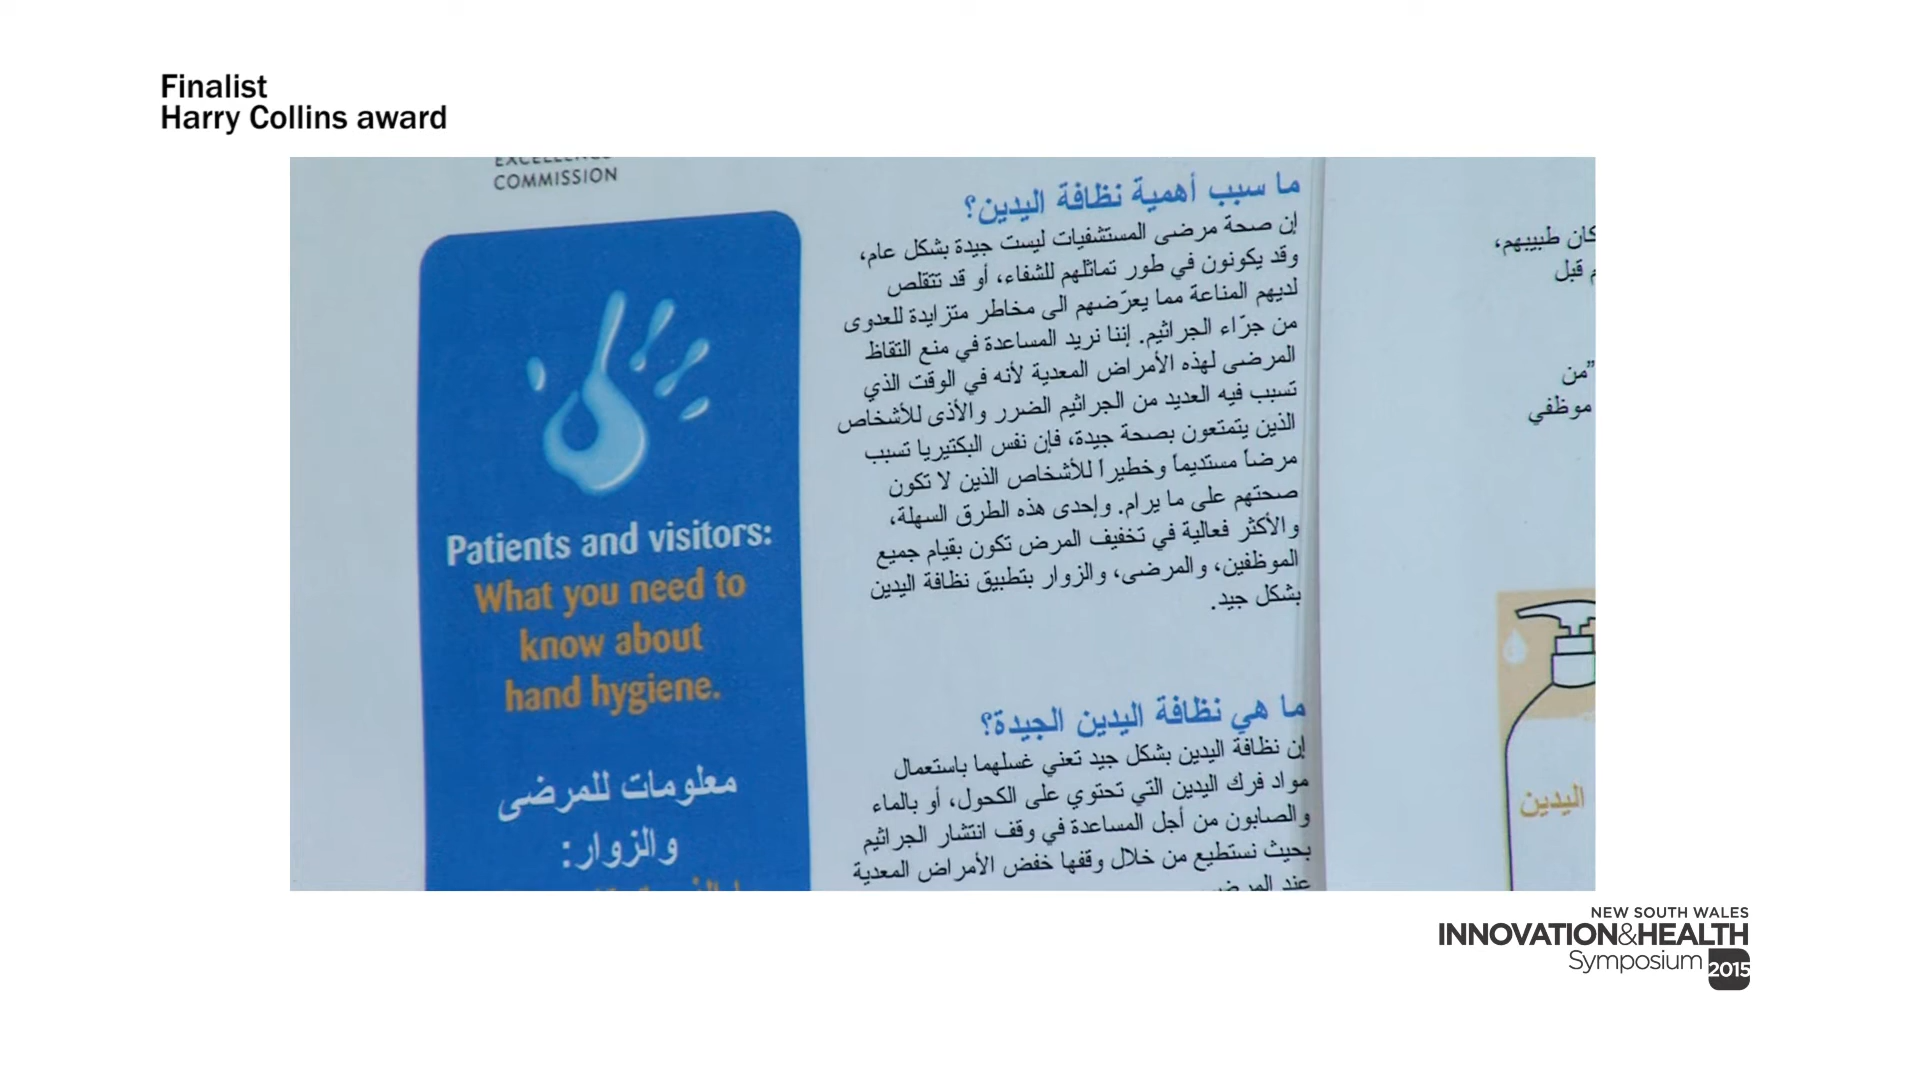 Finalist
Harry Collins award
COMMISSION
Patients and visitors:
What you need to
know about
hand hygiene.
معلومات للمرضى
والزوار:
ما سبب أهمية نظافة اليدين؟
إن صحة مرضى المستشفيات ليست جيدة بشكل عام،
وقد يكونون في طور تماثلهم للشفاء، أو قد تتقلص
لديهم المناعة مما يعرّضهم الى مخاطر متزايدة للعدوى
من جرّاء الجراثيم. إننا نريد المساعدة في منع التقاظ
المرضى لهذه الأمراض المعدية لأنه في الوقت الذي
تسبب فيه العديد من الجراثيم الضرر والأذى للأشخاص
الذين يتمتعون بصحة جيدة، فإن نفس البكتيريا تسبب
مرضاً مستديماً وخطيراً للأشخاص الذين لا تكون
صحتهم على ما يرام. وإحدى هذه الطرق السهلة،
والأكثر فعالية في تخفيف المرض تكون بقيام جميع
الموظفين، والمرضى، والزوار بتطبيق نظافة اليدين
بشكل جيد.
ما هي نظافة اليدين الجيدة؟
إن نظافة اليدين بشكل جيد تعني غسلهما باستعمال
مواد فرك اليدين التي تحتوي على الكحول، أو بالماء
والصابون من أجل المساعدة في وقف انتشار الجراثيم
بحيث نستطيع من خلال وقفها خفض الأمراض المعدية
عند
كان طبيبهم،
قبل
"من
موظفي
اليدين
NEW SOUTH WALES
INNOVATION&HEALTH
Symposium 2015